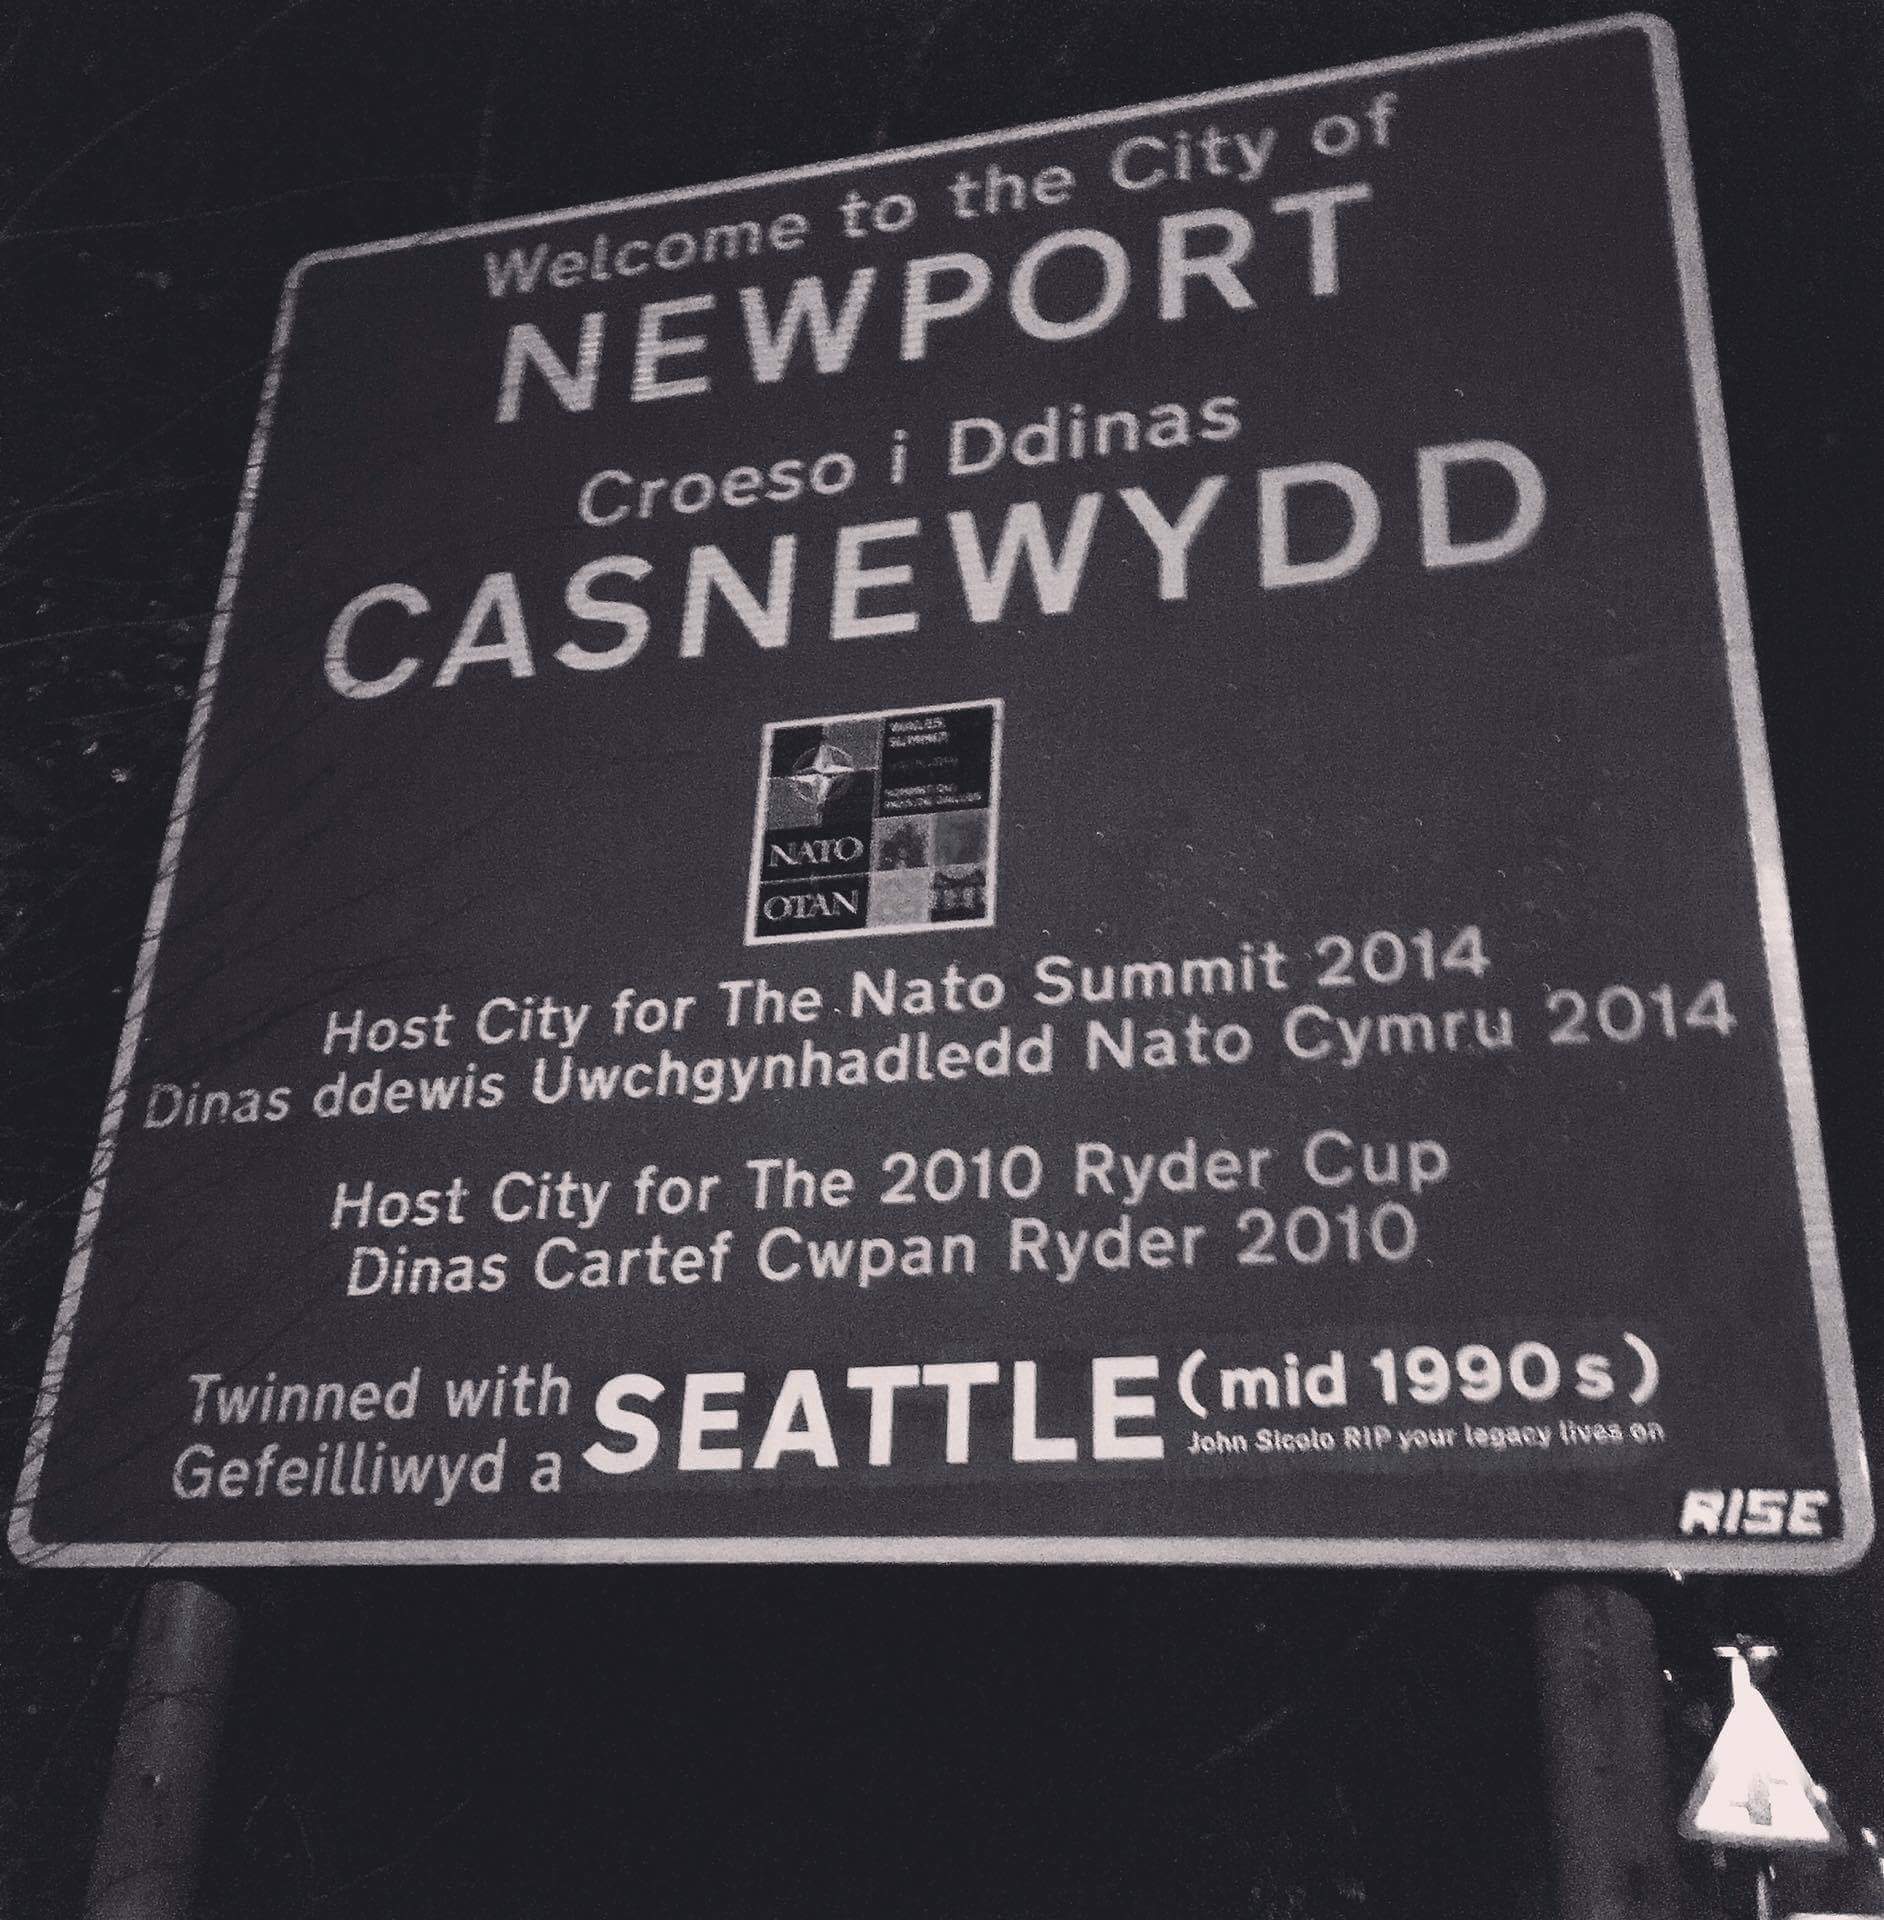 Welcome to the City of
NEWPORT
Croeso i Ddinas
CASNEWYDD
WALES
SUMMIT
NATO
OTAN
Host City for The Nato Summit 2014
Dinas ddewis Uwchgynhadledd Nato Cymru 2014
Host City for The 2010 Ryder Cup
Dinas Cartef Cwpan Ryder 2010
Twinned with
Gefeilliwyd a
SEATTLE (mid 1990s)
John Sicolo RIP your legacy lives on
RISE